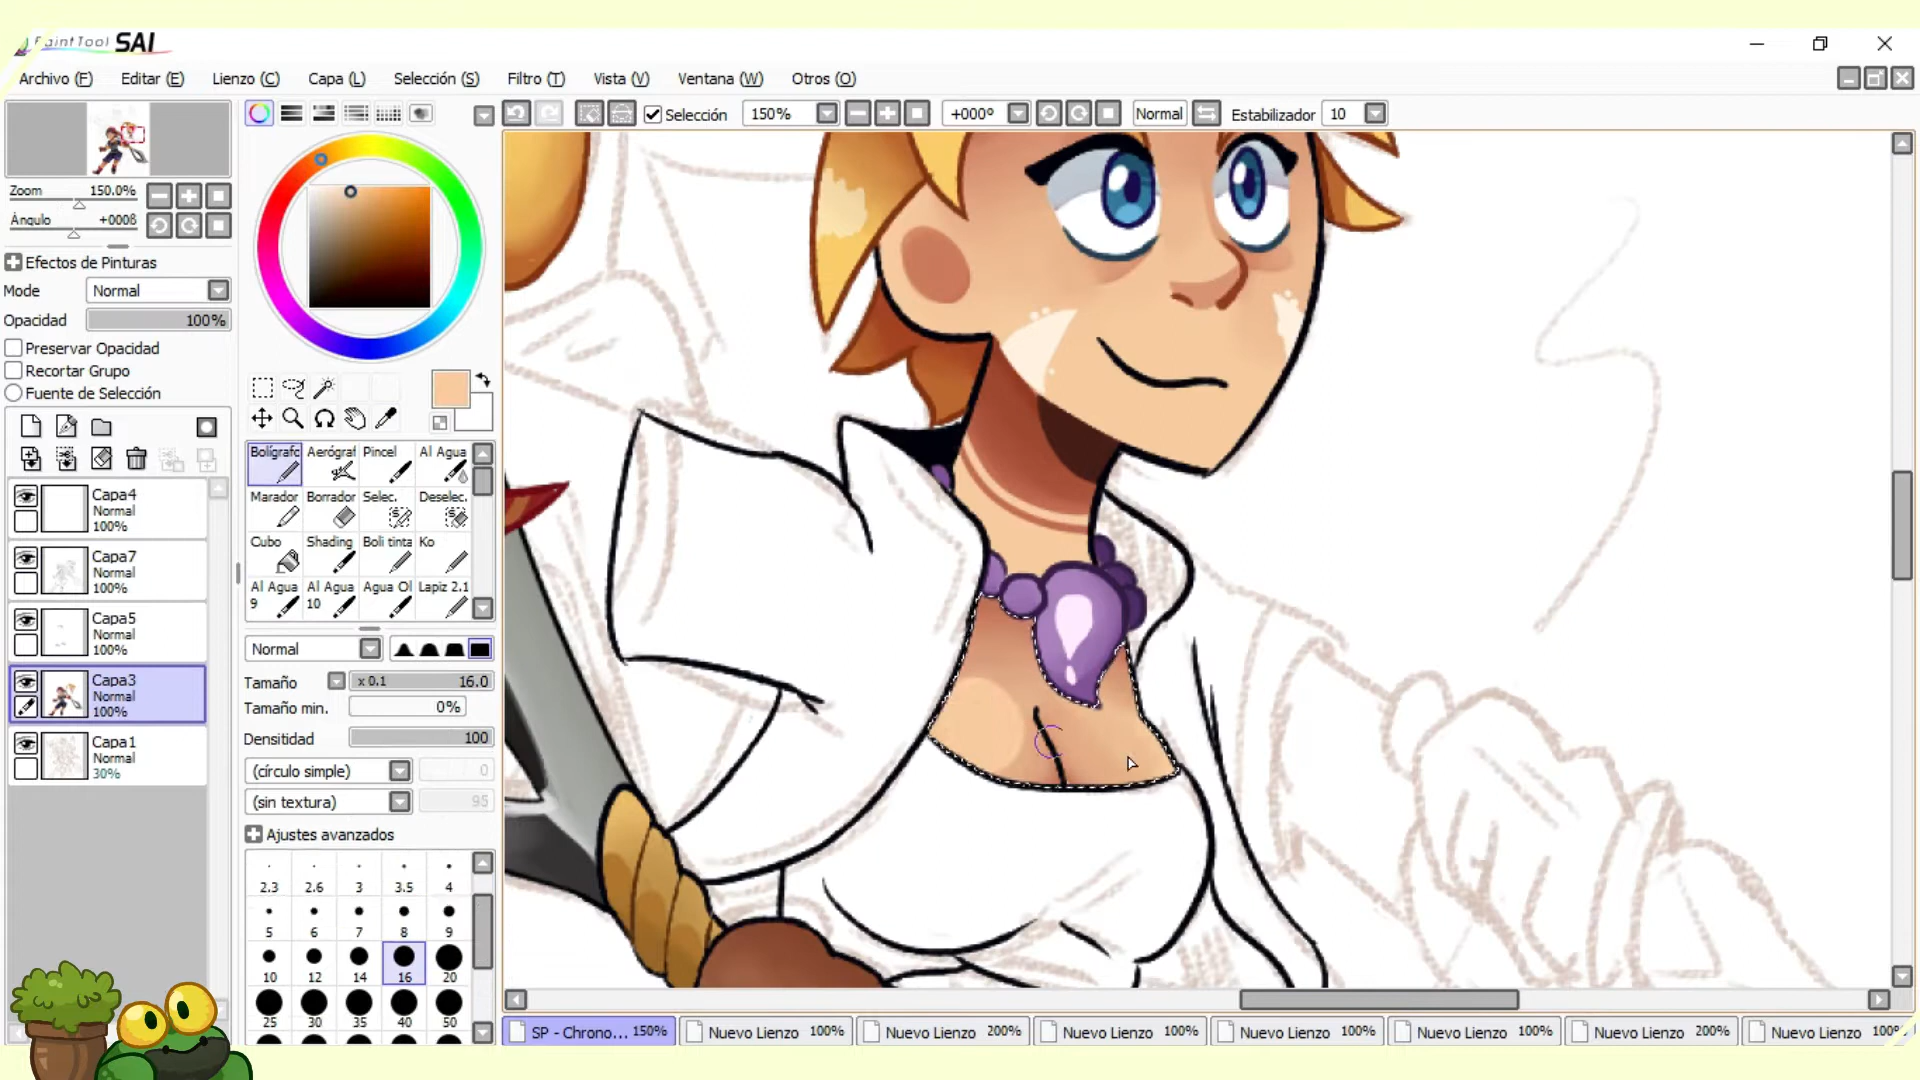 PaintTool SAI
Archivo (F) Editar (E) Lienzo (C) Capa (L) Selección (S) Filtro (T) Vista (V) Ventana (W) Otros (O)
Selección 150% +000º Normal Estabilizador 10
Zoom 150.0%
Ángulo +000ß
Efectos de Pinturas
Mode Normal
Opacidad 100%
Preservar Opacidad
Recortar Grupo
Fuente de Selección
Capa4
Normal
100%
Capa7
Normal
100%
Capa5
Normal
100%
Capa3
Normal
100%
Capa1
Normal
30%
Bolígrafo Aerógraf Pincel Al Agua
Marador Borrador Selec. Deselec.
Cubo Shading Boli tinta Ko
Al Agua 9 Al Agua 10 Agua Ol Lapiz 2.1
Normal
Tamaño x 0.1 16.0
Tamaño min. 0%
Densitidad 100
(círculo simple) 0
(sin textura) 95
Ajustes avanzados
2.3 2.6 3 3.5 4
5 6 7 8 9
10 12 14 16 20
25 30 35 40 50
SP - Chrono... 150% Nuevo Lienzo 100% Nuevo Lienzo 200% Nuevo Lienzo 100% Nuevo Lienzo 100% Nuevo Lienzo 100% Nuevo Lienzo 200% Nuevo Lienzo 100%